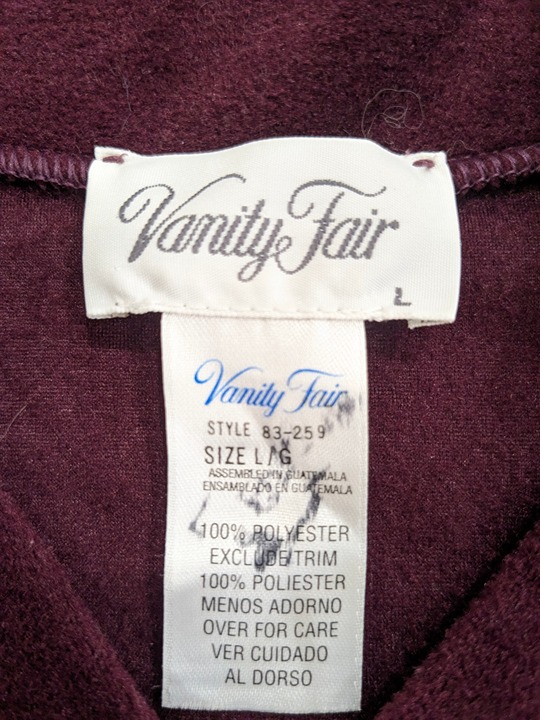 Vanity Fair
L
Vanity Fair
STYLE 83-259
SIZE L/G
ASSEMBLED IN GUATEMALA
ENSAMBLADO EN GUATEMALA
100% POLYESTER
EXCLUDE TRIM
100% POLIESTER
MENOS ADORNO
OVER FOR CARE
VER CUIDADO
AL DORSO